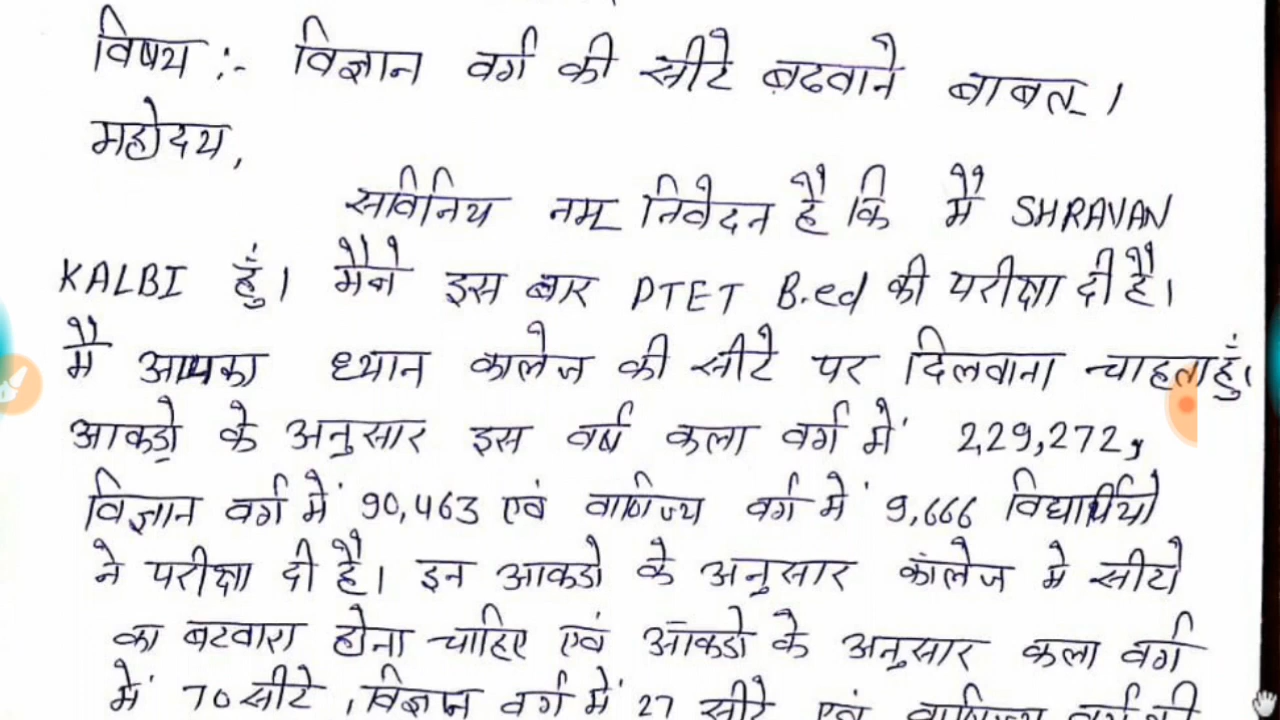 विषय :- विज्ञान वर्ग की सीटे बढवाने बाबत् ।
महोदय,
सविनिय नम्र निवेदन है कि मैं SHRAVAN
KALBI हुँ। मैने इस बार PTET B.ed की परीक्षा दी है।
मै आपका ध्यान कालेज की सीटे पर दिलवाना चाहता हुँ।
आकडो़ के अनुसार इस वर्ष कला वर्ग में 2,29,272,
विज्ञान वर्ग में 90,463 एवं वाणिज्य वर्ग में 9,666 विद्यार्थियो
ने परीक्षा दी है। इन आकडो के अनुसार कॉलेज मे सीटो
का बटवारा होना चाहिए एवं आँकडो के अनुसार कला वर्ग
में 70 सीटे , विज्ञान वर्ग में 27 सीटे एवं वाणिज्य वर्ग की